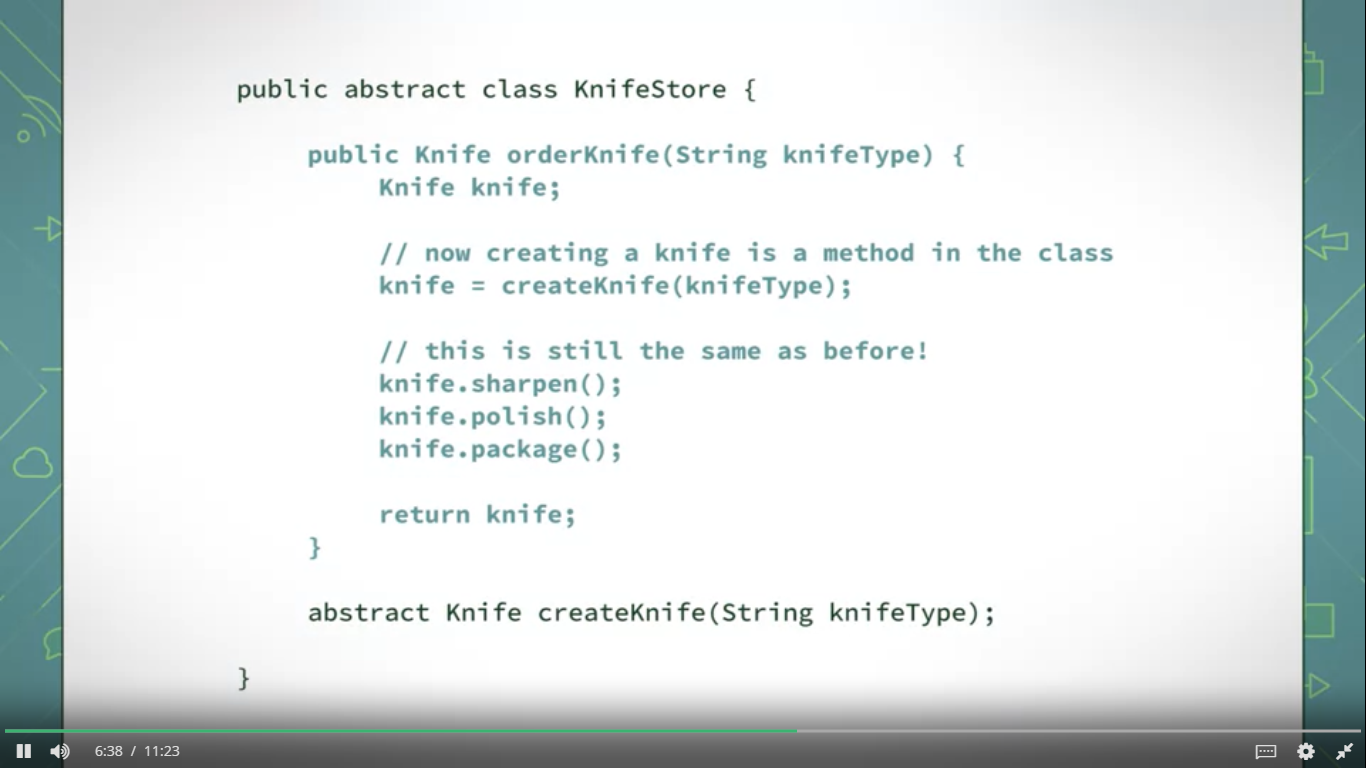 public abstract class KnifeStore {
public Knife orderKnife(String knifeType) {
Knife knife;
// now creating a knife is a method in the class
knife = createKnife(knifeType);
// this is still the same as before!
knife.sharpen();
knife.polish();
knife.package();
return knife;
}
abstract Knife createKnife(String knifeType);
}
6:38 / 11:23